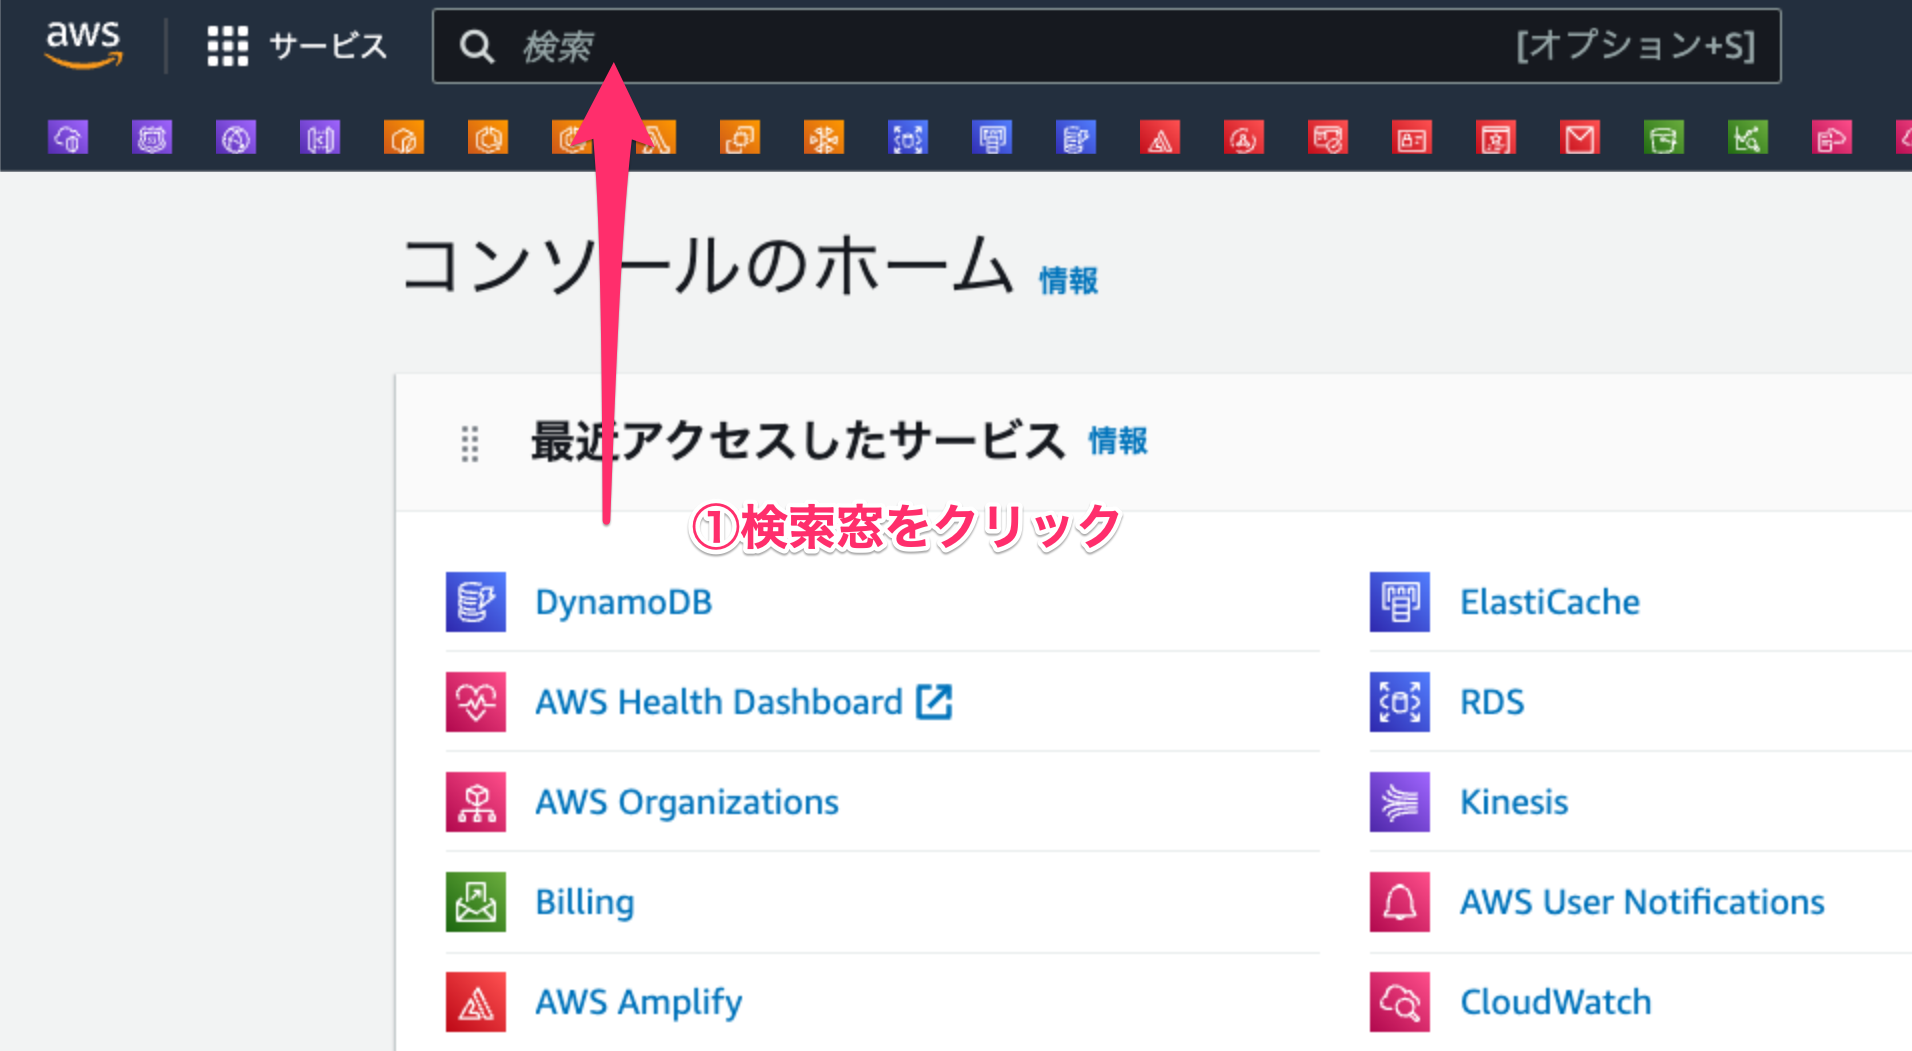 aws サービス 検索 [オプション+S]
コンソールのホーム 情報
最近アクセスしたサービス 情報
①検索窓をクリック
DynamoDB
AWS Health Dashboard
AWS Organizations
Billing
AWS Amplify
ElastiCache
RDS
Kinesis
AWS User Notifications
CloudWatch